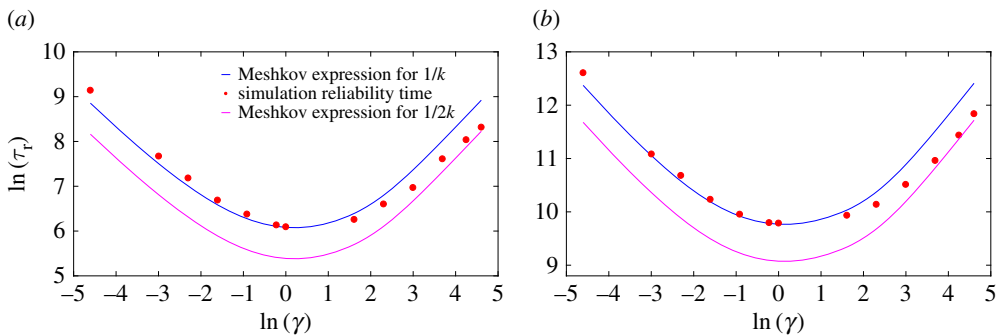 (a)
10
9
8
7
6
5
ln (τr)
Meshkov expression for 1/k
simulation reliability time
Meshkov expression for 1/2k
−5 −4 −3 −2 −1 0 1 2 3 4 5
ln (γ)
(b)
13
12
11
10
9
−5 −4 −3 −2 −1 0 1 2 3 4 5
ln (γ)